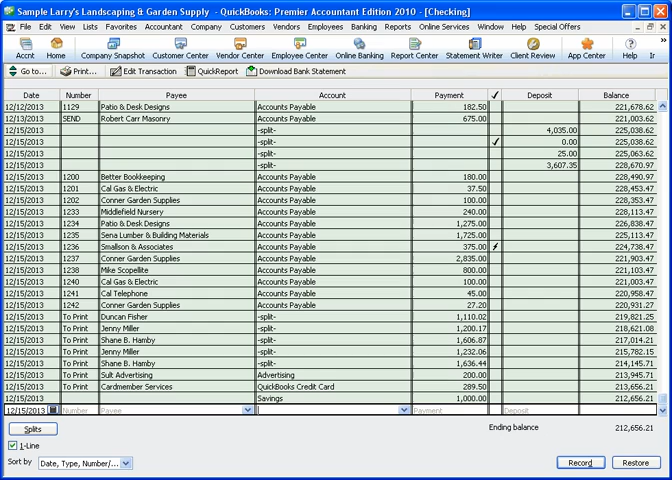 Sample Larry's Landscaping & Garden Supply - QuickBooks: Premier Accountant Edition 2010 - [Checking]
File Edit View Lists Favorites Accountant Company Customers Vendors Employees Banking Reports Online Services Window Help Special Offers
Accnt Home Company Snapshot Customer Center Vendor Center Employee Center Online Banking Report Center Statement Writer Client Review App Center Help Ir
Go to... Print... Edit Transaction QuickReport Download Bank Statement
Date Number Payee Account Payment ✓ Deposit Balance
12/12/2013 1129 Patio & Desk Designs Accounts Payable 182.50 221,678.62
12/13/2013 SEND Robert Carr Masonry Accounts Payable 675.00 221,003.62
12/15/2013 -split- 4,035.00 225,038.62
12/15/2013 -split- ✓ 0.00 225,038.62
12/15/2013 -split- 25.00 225,063.62
12/15/2013 -split- 3,607.35 228,670.97
12/15/2013 1200 Better Bookkeeping Accounts Payable 180.00 228,490.97
12/15/2013 1201 Cal Gas & Electric Accounts Payable 37.50 228,453.47
12/15/2013 1202 Conner Garden Supplies Accounts Payable 100.00 228,353.47
12/15/2013 1233 Middlefield Nursery Accounts Payable 240.00 228,113.47
12/15/2013 1234 Patio & Desk Designs Accounts Payable 1,275.00 226,838.47
12/15/2013 1235 Sena Lumber & Building Materials Accounts Payable 1,725.00 225,113.47
12/15/2013 1236 Smallson & Associates Accounts Payable 375.00 224,738.47
12/15/2013 1237 Conner Garden Supplies Accounts Payable 2,835.00 221,903.47
12/15/2013 1238 Mike Scopellite Accounts Payable 800.00 221,103.47
12/15/2013 1240 Cal Gas & Electric Accounts Payable 100.00 221,003.47
12/15/2013 1241 Cal Telephone Accounts Payable 45.00 220,958.47
12/15/2013 1242 Conner Garden Supplies Accounts Payable 27.20 220,931.27
12/15/2013 To Print Duncan Fisher -split- 1,110.02 219,821.25
12/15/2013 To Print Jenny Miller -split- 1,200.17 218,621.08
12/15/2013 To Print Shane B. Hamby -split- 1,606.87 217,014.21
12/15/2013 To Print Jenny Miller -split- 1,232.06 215,782.15
12/15/2013 To Print Shane B. Hamby -split- 1,636.44 214,145.71
12/15/2013 To Print Sult Advertising Advertising 200.00 213,945.71
12/15/2013 To Print Cardmember Services QuickBooks Credit Card 289.50 213,656.21
12/15/2013 Savings 1,000.00 212,656.21
12/15/2013 Number Payee Payment Deposit
Splits Ending balance 212,656.21
1-Line
Sort by Date, Type, Number/... Record Restore